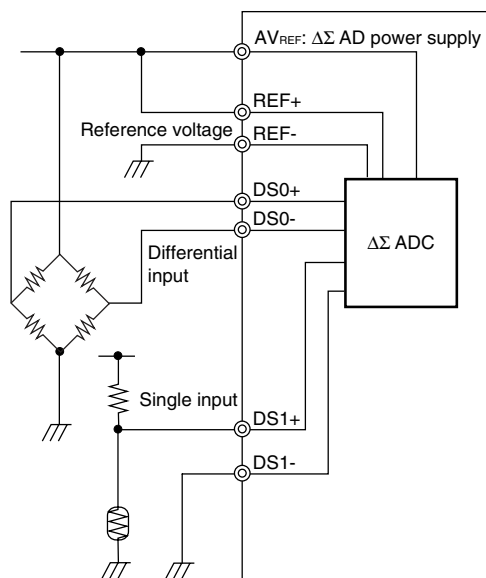 AVREF: ΔΣ AD power supply
REF+
Reference voltage
REF-
DS0+
DS0-
ΔΣ ADC
Differential
input
Single input
DS1+
DS1-